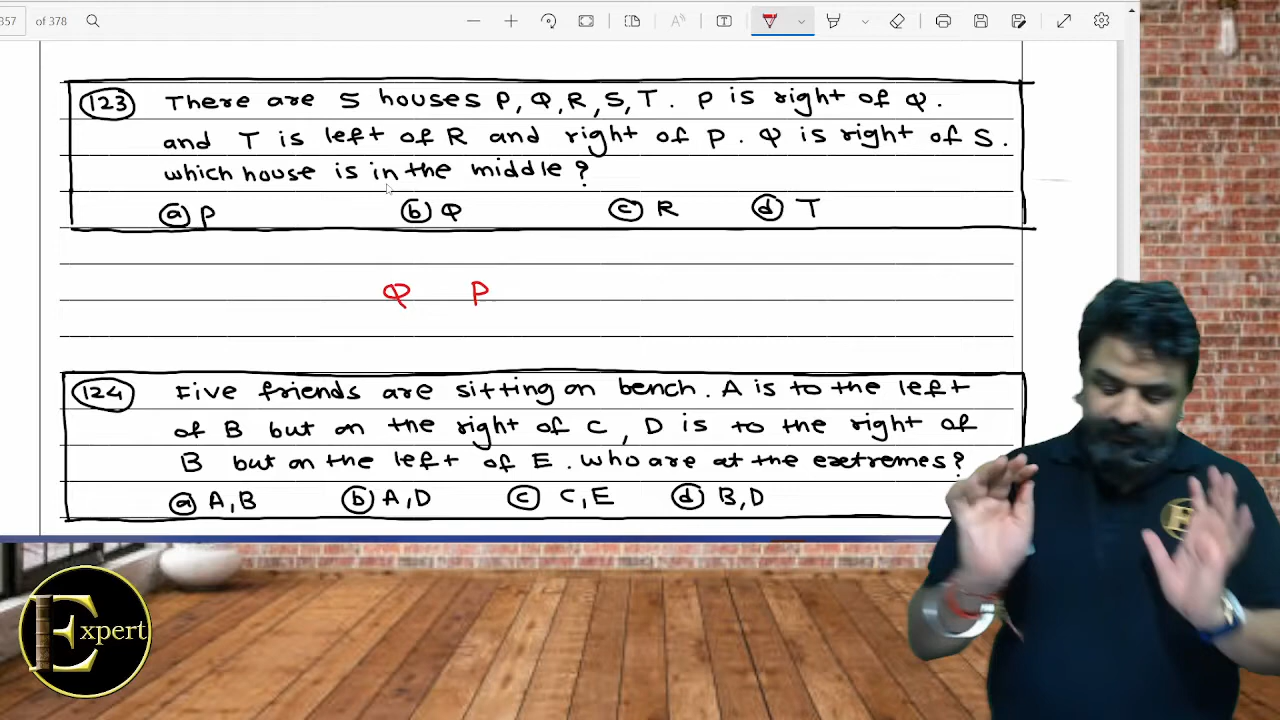 357 of 378
123 There are 5 houses P, Q, R, S, T. P is right of Q.
and T is left of R and right of P. Q is right of S.
which house is in the middle?
a P b Q c R d T
Q P
124 Five friends are sitting on bench. A is to the left
of B but on the right of C, D is to the right of
B but on the left of E. Who are at the extremes?
a A, B b A, D c C, E d B, D
E
Expert